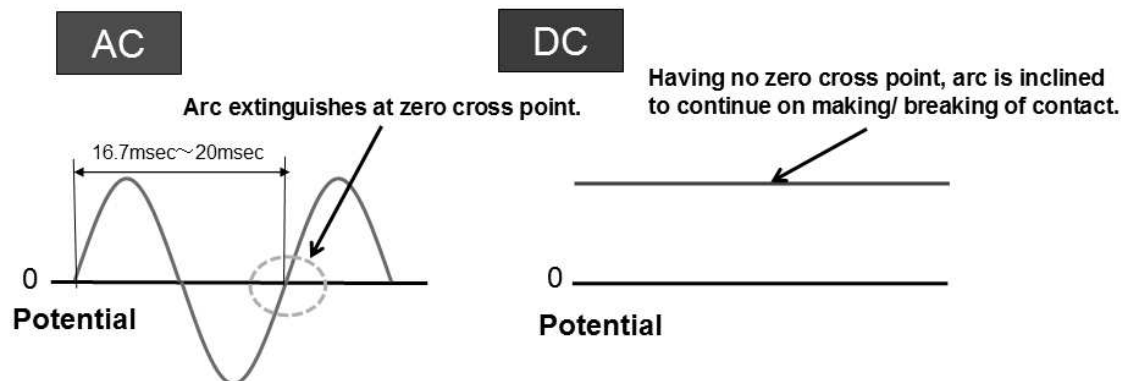 AC
Arc extinguishes at zero cross point.
16.7msec～20msec
0
Potential
DC
Having no zero cross point, arc is inclined
to continue on making/ breaking of contact.
0
Potential